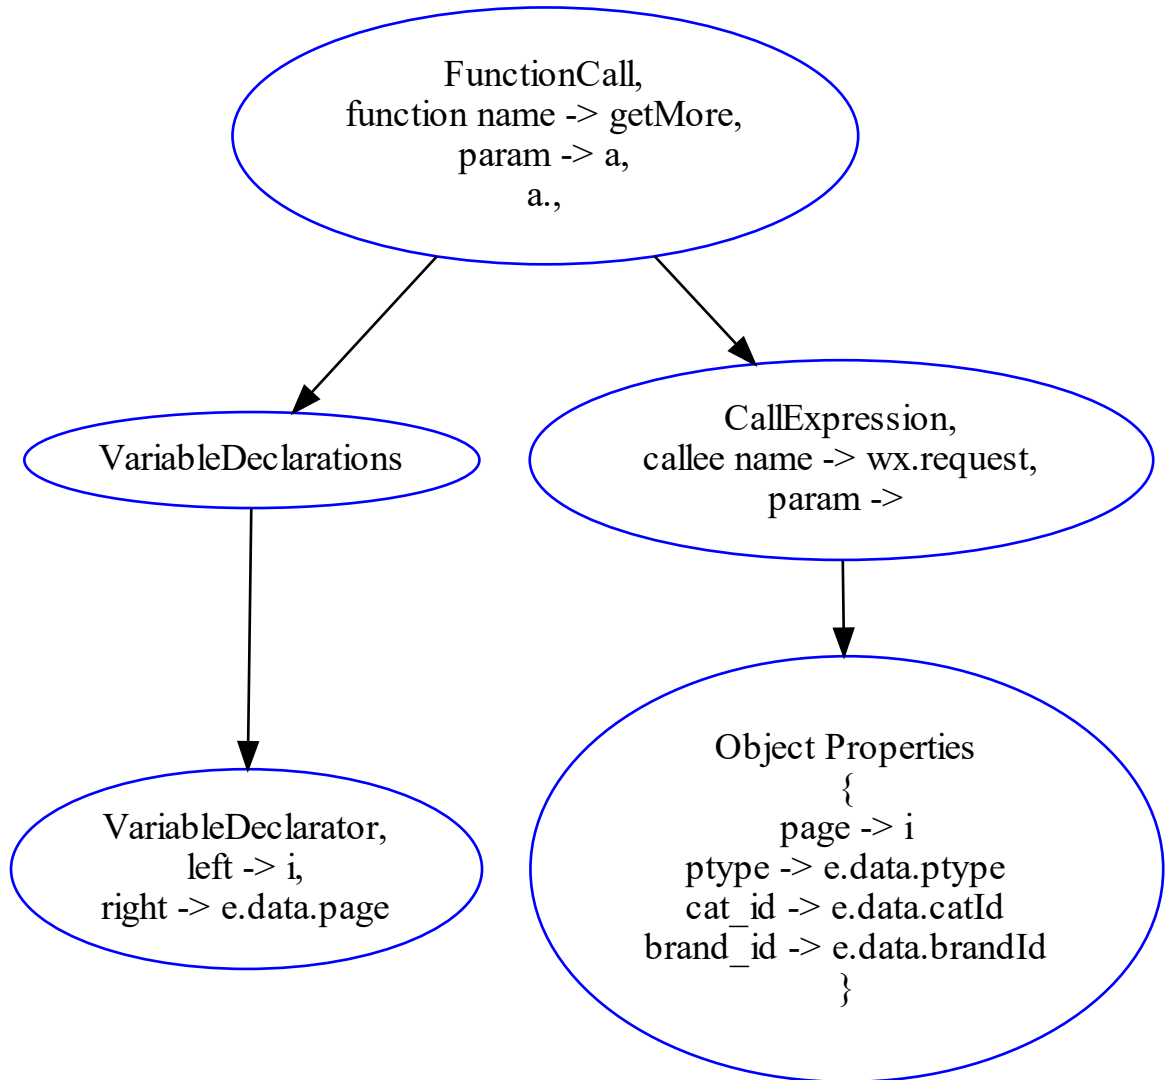 FunctionCall,
function name -> getMore,
param -> a,
a.,
VariableDeclarations
CallExpression,
callee name -> wx.request,
param ->
VariableDeclarator,
left -> i,
right -> e.data.page
Object Properties
{
page -> i
ptype -> e.data.ptype
cat_id -> e.data.catId
brand_id -> e.data.brandId
}